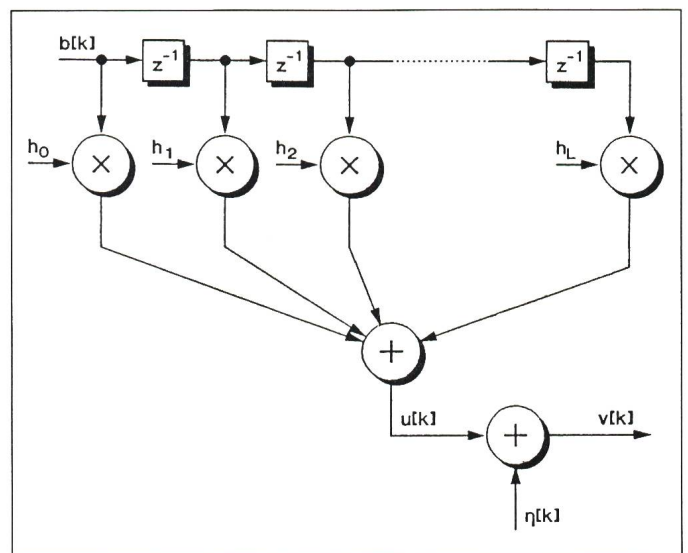 b[k]
z⁻¹ z⁻¹ z⁻¹
h₀ × h₁ × h₂ × h_L ×
+
u[k] + v[k]
η[k]